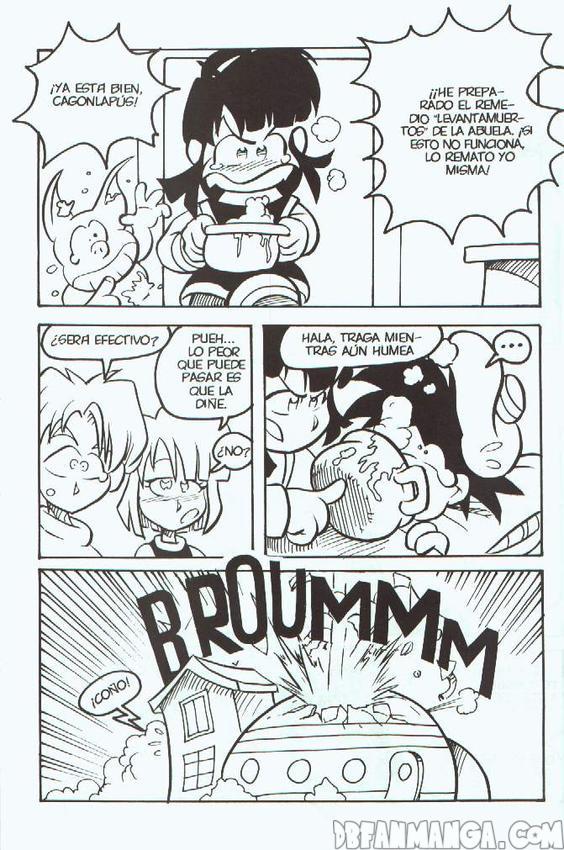 ¡YA ESTA BIEN,
CAGONLAPÚS!
¡¡HE PREPA-
RADO EL REME-
DIO "LEVANTAMUER-
TOS" DE LA ABUELA. ¡SI
ESTO NO FUNCIONA,
LO REMATO YO
MISMA!
¿SERA EFECTIVO?
PUEH...
LO PEOR
QUE PUEDE
PASAR ES
QUE LA
DIÑE.
¿NO?
HALA, TRAGA MIEN-
TRAS AÚN HUMEA
...
BROUMMM
¡COÑO!
DBFANMANGA.COM